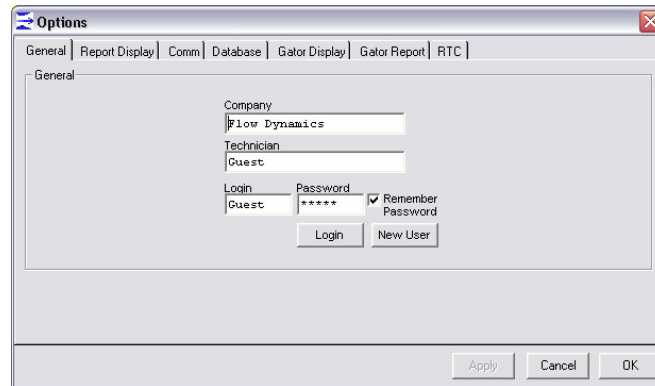 Options
General Report Display Comm Database Gator Display Gator Report RTC
General
Company
Flow Dynamics
Technician
Guest
Login Password
Guest ***** Remember
Password
Login New User
Apply Cancel OK